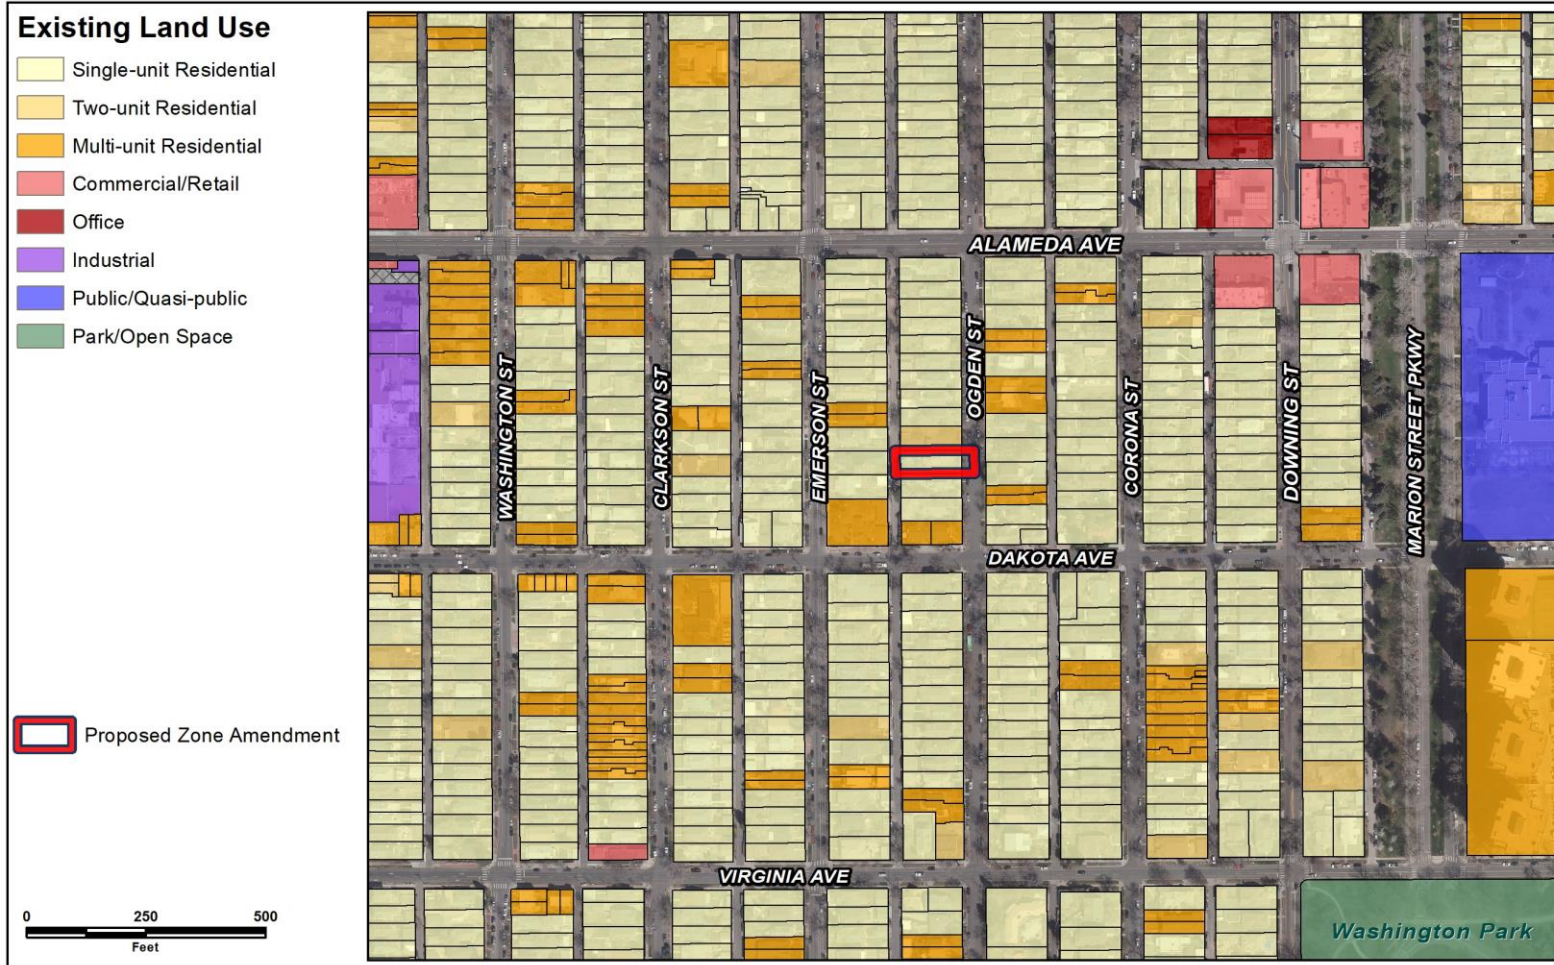 Existing Land Use
Single-unit Residential
Two-unit Residential
Multi-unit Residential
Commercial/Retail
Office
Industrial
Public/Quasi-public
Park/Open Space
Proposed Zone Amendment
0 250 500
Feet
ALAMEDA AVE
WASHINGTON ST
CLARKSON ST
EMERSON ST
OGDEN ST
CORONA ST
DOWNING ST
MARION STREET PKWY
DAKOTA AVE
VIRGINIA AVE
Washington Park